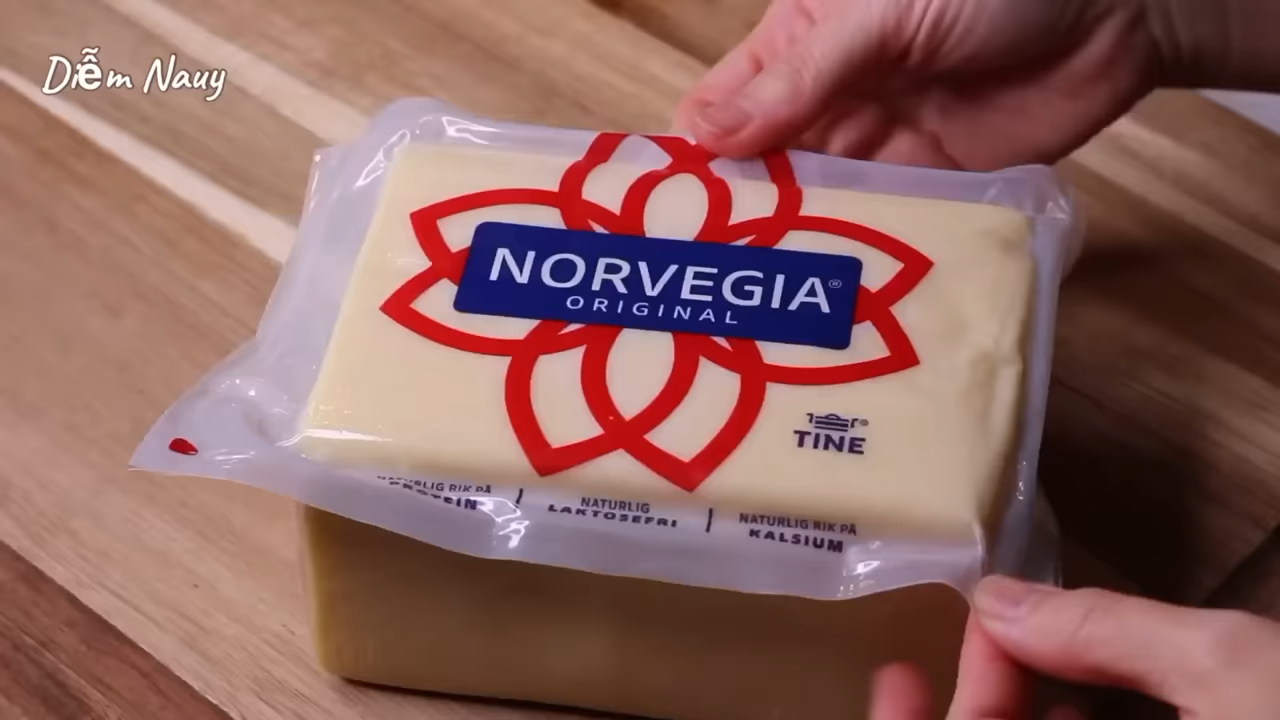 Diễm Nauy
NORVEGIA®
ORIGINAL
TINE
NATURLIG RIK PÅ
PROTEIN
NATURLIG
LAKTOSEFRI
NATURLIG RIK PÅ
KALSIUM